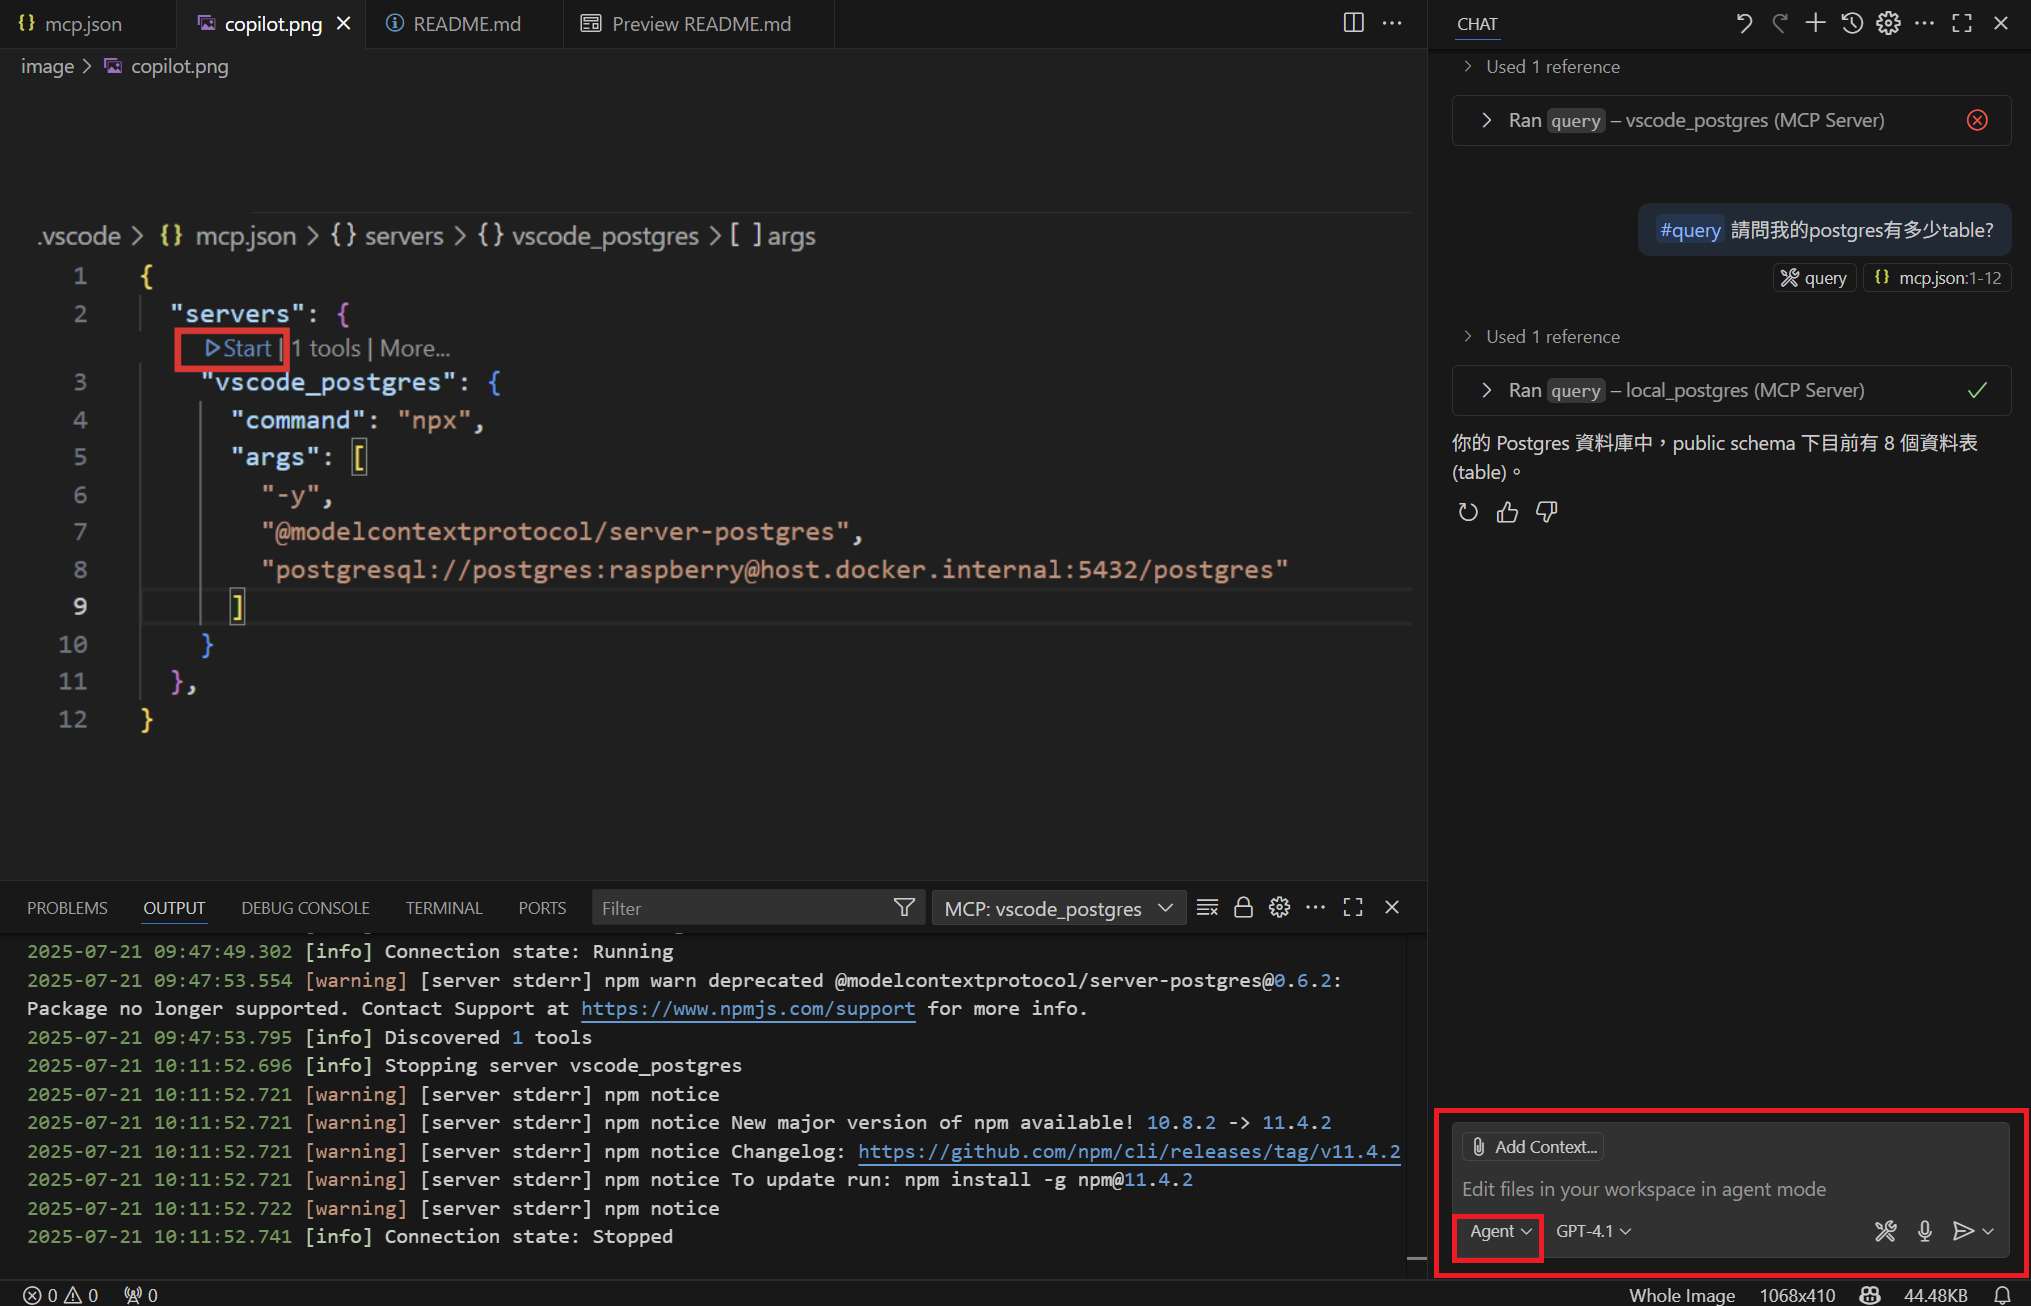 mcp.json
copilot.png
README.md
Preview README.md
image > copilot.png
.vscode > {} mcp.json > {} servers > {} vscode_postgres > [ ] args
1 {
2 "servers": {
Start | 1 tools | More...
3 "vscode_postgres": {
4 "command": "npx",
5 "args": [
6 "-y",
7 "@modelcontextprotocol/server-postgres",
8 "postgresql://postgres:raspberry@host.docker.internal:5432/postgres"
9 ]
10 }
11 },
12 }
PROBLEMS OUTPUT DEBUG CONSOLE TERMINAL PORTS Filter MCP: vscode_postgres
2025-07-21 09:47:49.302 [info] Connection state: Running
2025-07-21 09:47:53.554 [warning] [server stderr] npm warn deprecated @modelcontextprotocol/server-postgres@0.6.2:
Package no longer supported. Contact Support at https://www.npmjs.com/support for more info.
2025-07-21 09:47:53.795 [info] Discovered 1 tools
2025-07-21 10:11:52.696 [info] Stopping server vscode_postgres
2025-07-21 10:11:52.721 [warning] [server stderr] npm notice
2025-07-21 10:11:52.721 [warning] [server stderr] npm notice New major version of npm available! 10.8.2 -> 11.4.2
2025-07-21 10:11:52.721 [warning] [server stderr] npm notice Changelog: https://github.com/npm/cli/releases/tag/v11.4.2
2025-07-21 10:11:52.721 [warning] [server stderr] npm notice To update run: npm install -g npm@11.4.2
2025-07-21 10:11:52.722 [warning] [server stderr] npm notice
2025-07-21 10:11:52.741 [info] Connection state: Stopped
CHAT
Used 1 reference
Ran query – vscode_postgres (MCP Server)
#query 請問我的postgres有多少table?
query
{} mcp.json:1-12
Used 1 reference
Ran query – local_postgres (MCP Server)
你的 Postgres 資料庫中，public schema 下目前有 8 個資料表
(table)。
Add Context...
Edit files in your workspace in agent mode
Agent GPT-4.1
0 0 0
Whole Image 1068x410 44.48KB